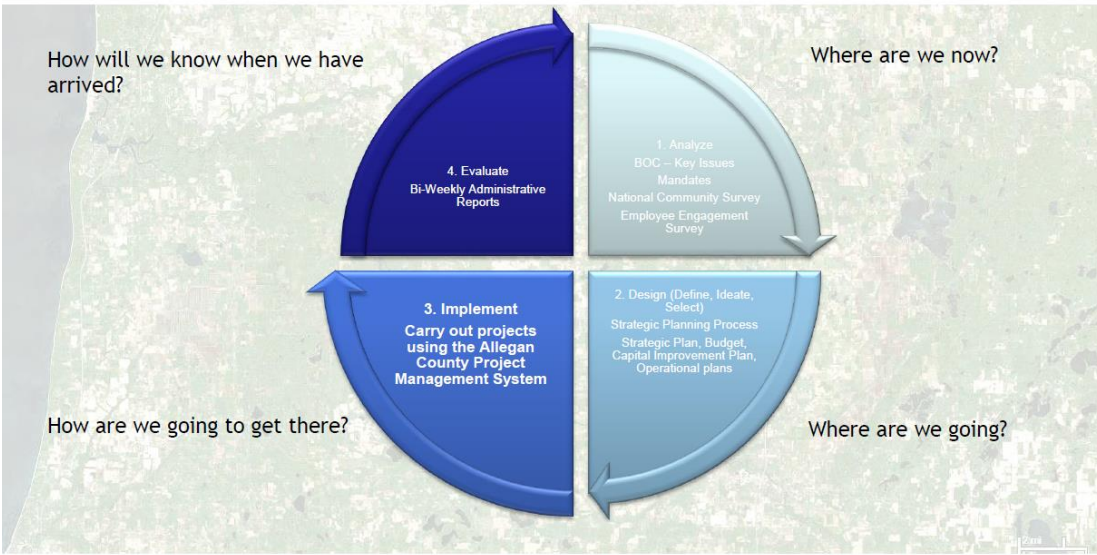 How will we know when we have
arrived?
Where are we now?
4. Evaluate
Bi-Weekly Administrative
Reports
1. Analyze
BOC -- Key Issues
Mandates
National Community Survey
Employee Engagement
Survey
3. Implement
Carry out projects
using the Allegan
County Project
Management System
2. Design (Define, Ideate,
Select)
Strategic Planning Process
Strategic Plan, Budget,
Capital Improvement Plan,
Operational plans
How are we going to get there?
Where are we going?
2 mi